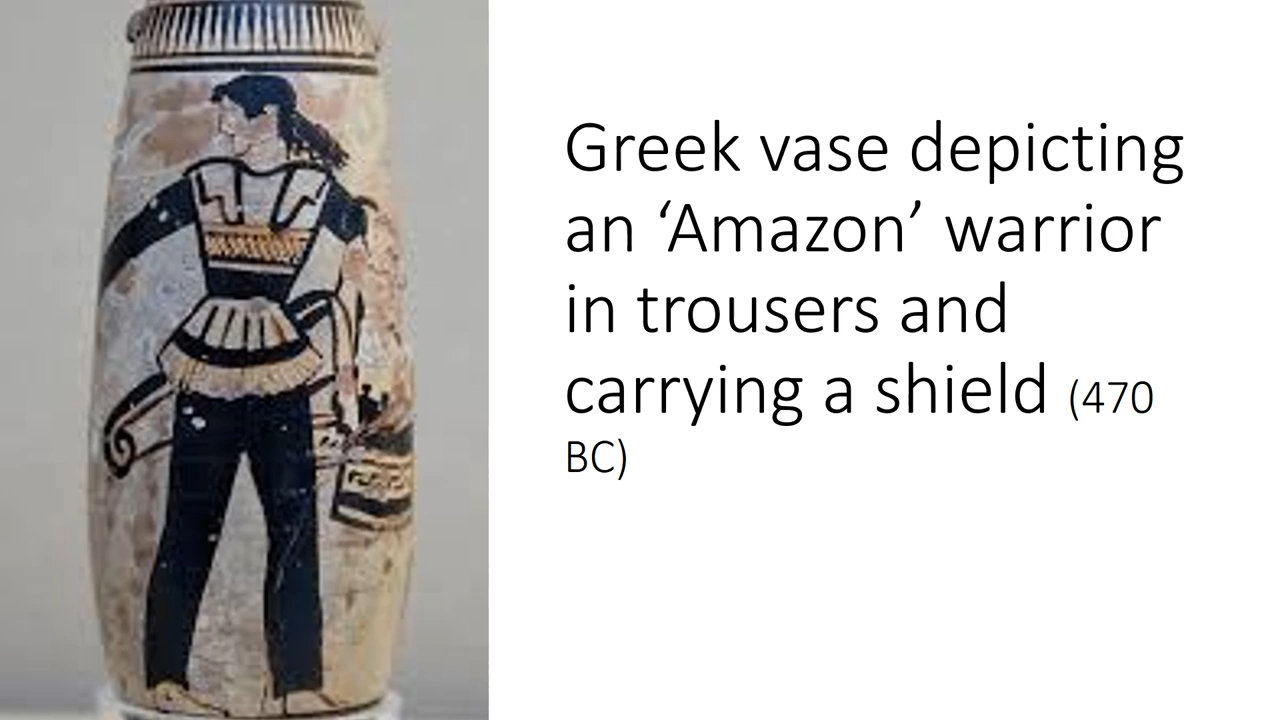 Greek vase depicting
an ‘Amazon’ warrior
in trousers and
carrying a shield (470
BC)